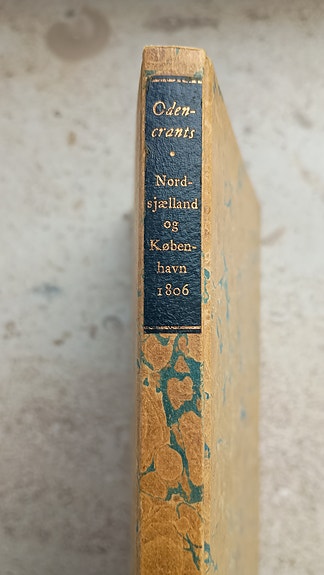 Oden-
crants
Nord-
sjælland
og
Køben-
havn
1806